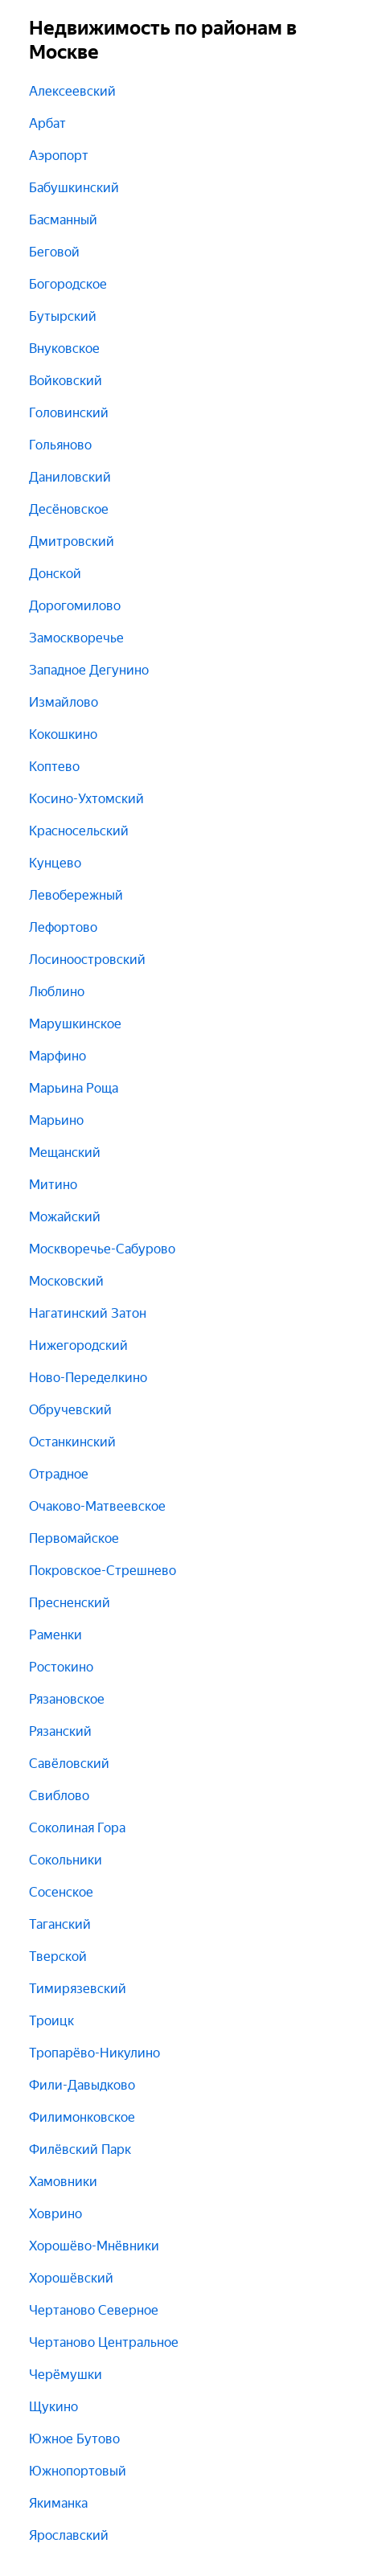 Недвижимость по районам в
Москве
Алексеевский
Арбат
Аэропорт
Бабушкинский
Басманный
Беговой
Богородское
Бутырский
Внуковское
Войковский
Головинский
Гольяново
Даниловский
Десёновское
Дмитровский
Донской
Дорогомилово
Замоскворечье
Западное Дегунино
Измайлово
Кокошкино
Коптево
Косино-Ухтомский
Красносельский
Кунцево
Левобережный
Лефортово
Лосиноостровский
Люблино
Марушкинское
Марфино
Марьина Роща
Марьино
Мещанский
Митино
Можайский
Москворечье-Сабурово
Московский
Нагатинский Затон
Нижегородский
Ново-Переделкино
Обручевский
Останкинский
Отрадное
Очаково-Матвеевское
Первомайское
Покровское-Стрешнево
Пресненский
Раменки
Ростокино
Рязановское
Рязанский
Савёловский
Свиблово
Соколиная Гора
Сокольники
Сосенское
Таганский
Тверской
Тимирязевский
Троицк
Тропарёво-Никулино
Фили-Давыдково
Филимонковское
Филёвский Парк
Хамовники
Ховрино
Хорошёво-Мнёвники
Хорошёвский
Чертаново Северное
Чертаново Центральное
Черёмушки
Щукино
Южное Бутово
Южнопортовый
Якиманка
Ярославский